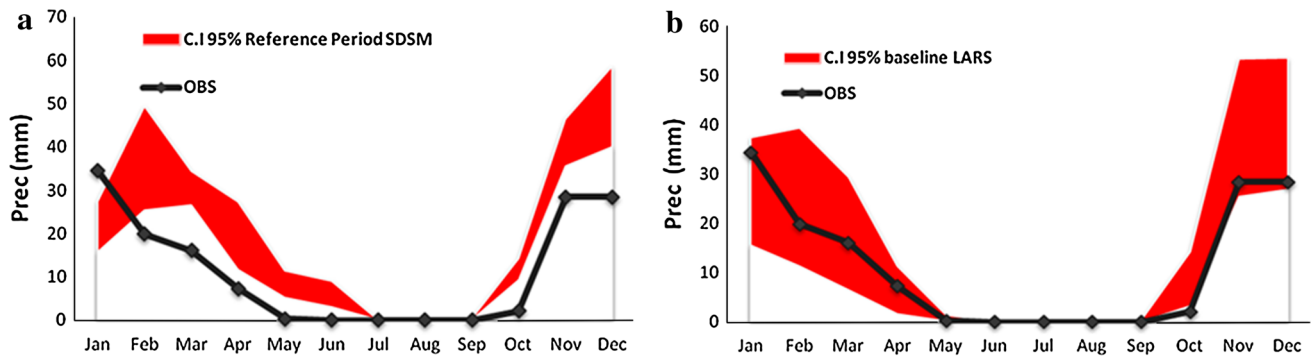 a
70
60
50
40
30
20
10
0
Prec (mm)
C.I 95% Reference Period SDSM
OBS
Jan Feb Mar Apr May Jun Jul Aug Sep Oct Nov Dec
b
60
50
40
30
20
10
0
Prec (mm)
C.I 95% baseline LARS
OBS
Jan Feb Mar Apr May Jun Jul Aug Sep Oct Nov Dec